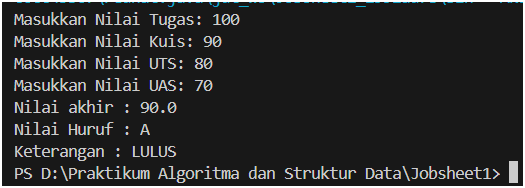 Masukkan Nilai Tugas: 100
Masukkan Nilai Kuis: 90
Masukkan Nilai UTS: 80
Masukkan Nilai UAS: 70
Nilai akhir : 90.0
Nilai Huruf : A
Keterangan : LULUS
PS D:\Praktikum Algoritma dan Struktur Data\Jobsheet1>